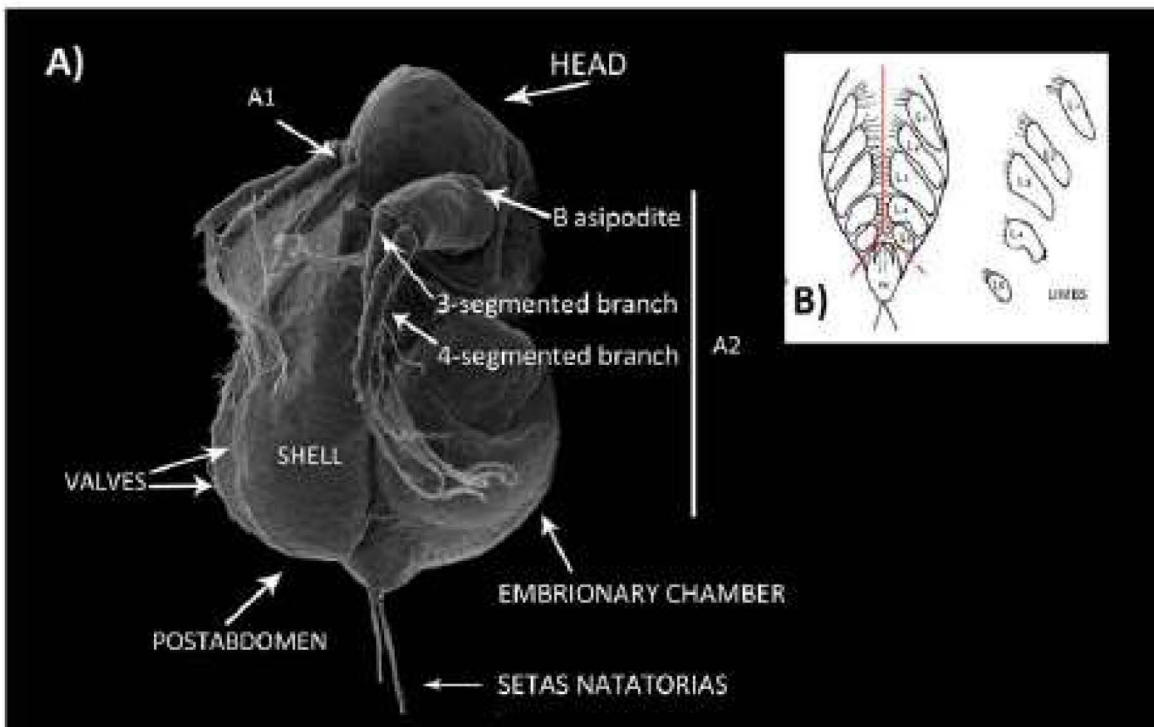 A)
HEAD
A1
B asipodite
3-segmented branch
4-segmented branch
A2
SHELL
VALVES
EMBRIONARY CHAMBER
POSTABDOMEN
SETAS NATATORIAS
B)
LIMBS